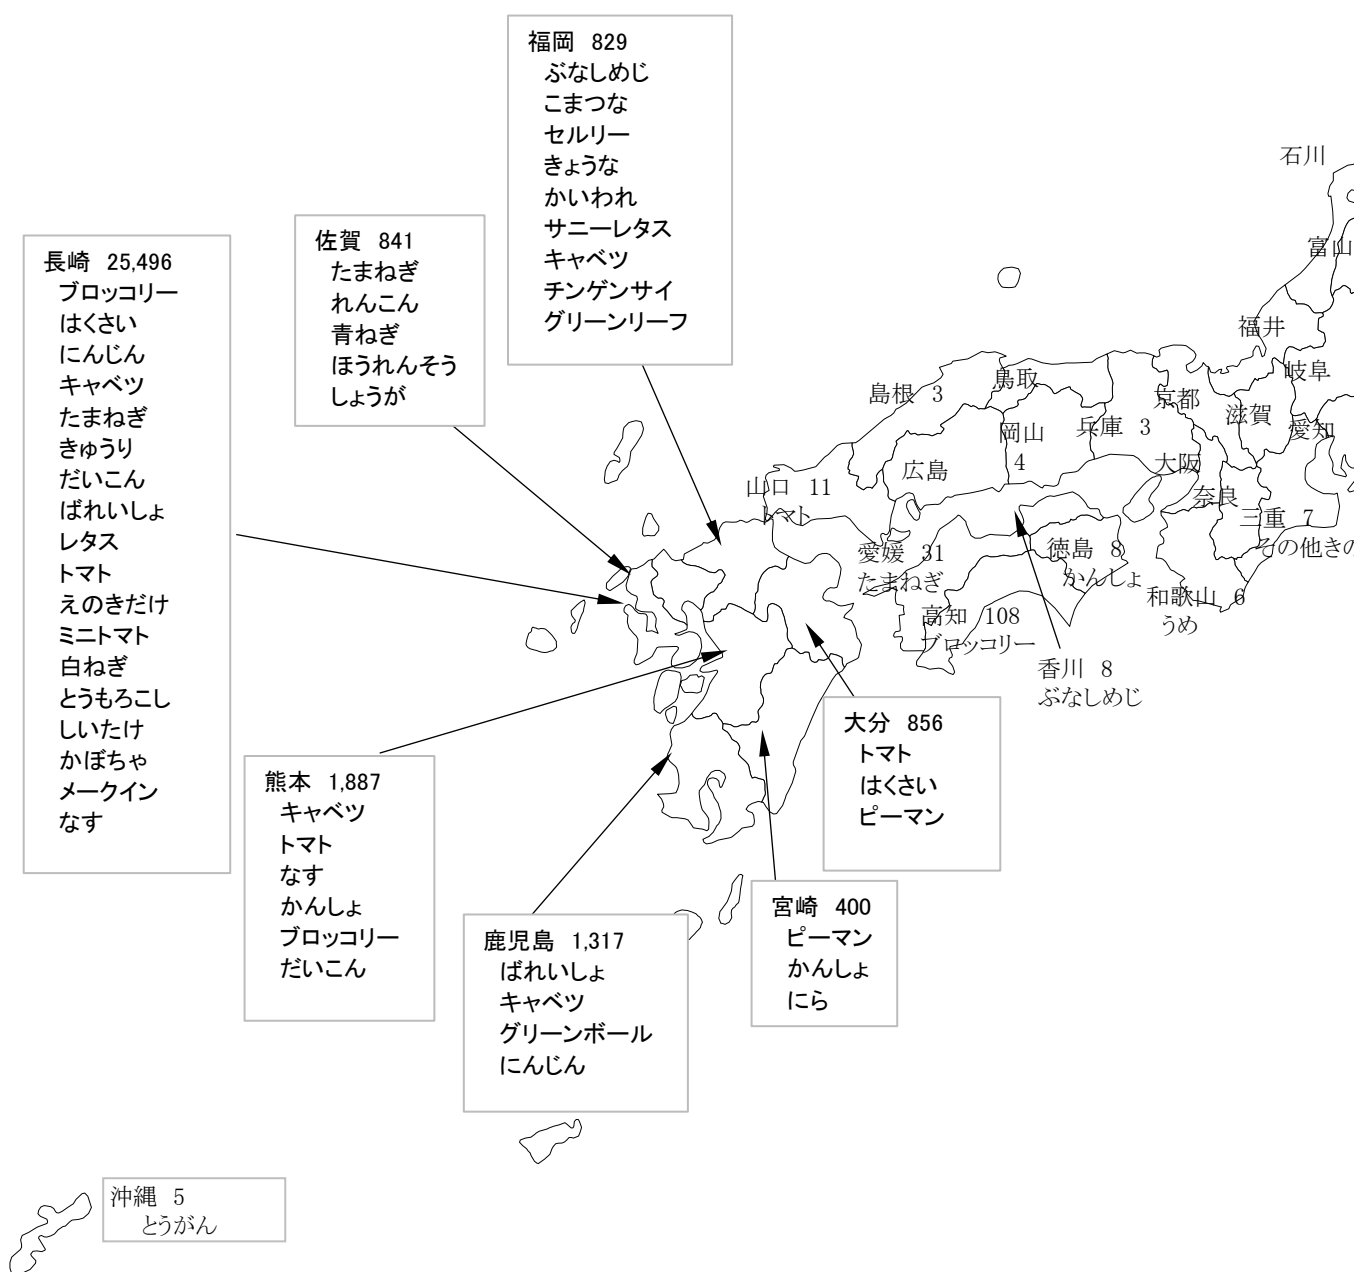 福岡 829
ぶなしめじ
こまつな
セルリー
きょうな
かいわれ
サニーレタス
キャベツ
チンゲンサイ
グリーンリーフ
佐賀 841
たまねぎ
れんこん
青ねぎ
ほうれんそう
しょうが
長崎 25,496
ブロッコリー
はくさい
にんじん
キャベツ
たまねぎ
きゅうり
だいこん
ばれいしょ
レタス
トマト
えのきだけ
ミニトマト
白ねぎ
とうもろこし
しいたけ
かぼちゃ
メークイン
なす
石川
富山
福井
岐阜
島根 3
鳥取
京都
滋賀
愛知
岡山
4
兵庫 3
広島
大阪
奈良
山口 11
トマト
三重 7
その他きの
愛媛 31
たまねぎ
徳島 8
かんしょ
和歌山 6
うめ
高知 108
ブロッコリー
香川 8
ぶなしめじ
大分 856
トマト
はくさい
ピーマン
熊本 1,887
キャベツ
トマト
なす
かんしょ
ブロッコリー
だいこん
宮崎 400
ピーマン
かんしょ
にら
鹿児島 1,317
ばれいしょ
キャベツ
グリーンボール
にんじん
沖縄 5
とうがん